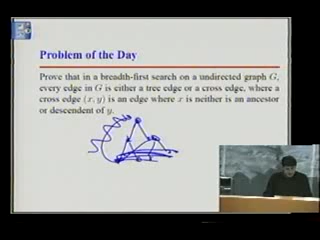 Problem of the Day
Prove that in a breadth-first search on a undirected graph G,
every edge in G is either a tree edge or a cross edge, where a
cross edge (x, y) is an edge where x is neither is an ancestor
or descendent of y.